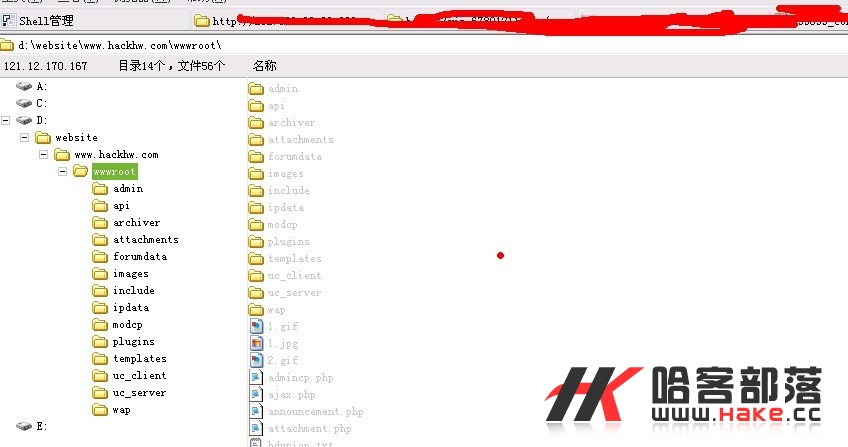 Shell管理
http:/
d:\website\www.hackhw.com\wwwroot\
121.12.170.167 目录14个，文件56个 名称
A:
C:
D:
website
www.hackhw.com
wwwroot
admin
api
archiver
attachments
forumdata
images
include
ipdata
modcp
plugins
templates
uc_client
uc_server
wap
E:
admin
api
archiver
attachments
forumdata
images
include
ipdata
modcp
plugins
templates
uc_client
uc_server
wap
1.gif
1.jpg
2.gif
admincp.php
ajax.php
announcement.php
attachment.php
HK 哈客部落
www.HAKE.cc